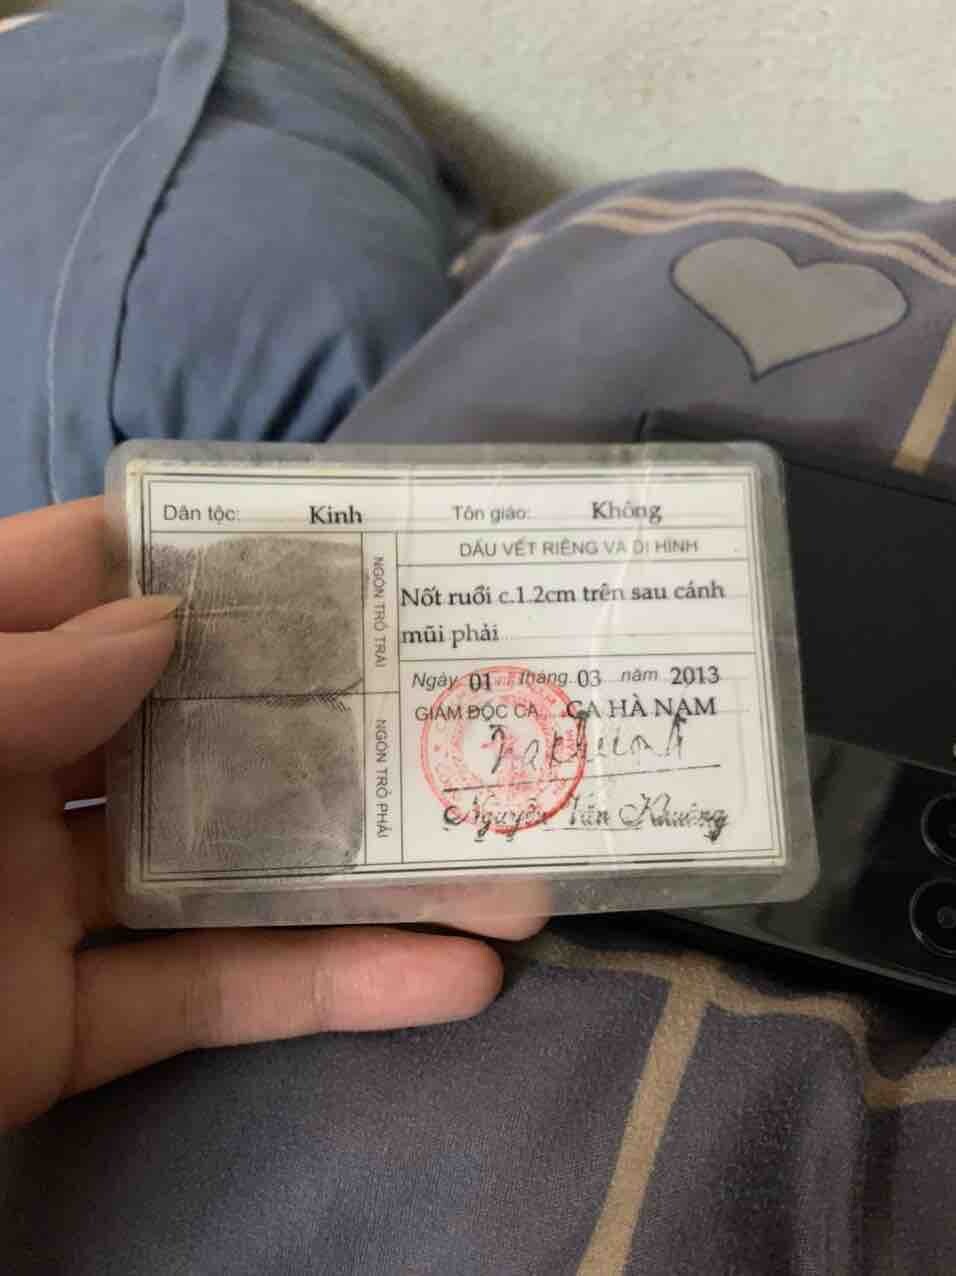 Dân tộc: Kinh Tôn giáo: Không
NGÓN TRỎ TRÁI
NGÓN TRỎ PHẢI
DẤU VẾT RIÊNG VÀ DỊ HÌNH
Nốt ruồi c.1.2cm trên sau cánh
mũi phải
Ngày 01 tháng 03 năm 2013
GIÁM ĐỐC CA CA HÀ NAM
Nguyễn Văn Khuông